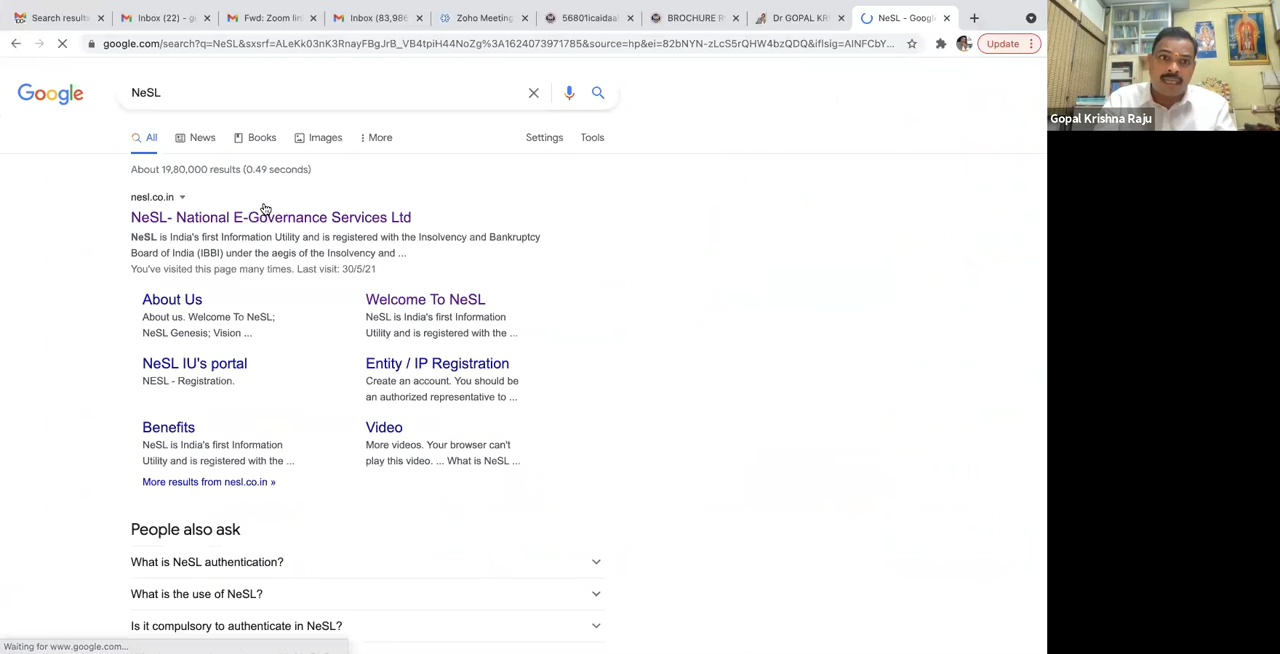 Search results
Inbox (22) - g
Fwd: Zoom lin
Inbox (83,986
Zoho Meeting
56801icaidaa
BROCHURE R
Dr GOPAL KR
NeSL - Goog
google.com/search?q=NeSL&sxsrf=ALeKk03nK3RnayFBgJrB_VB4tpiH44NoZg%3A1624073971785&source=hp&ei=82bNYN-zLcS5rQHW4bzQDQ&iflsig=AINFCbY...
Update
Google
NeSL
All
News
Books
Images
More
Settings
Tools
About 19,80,000 results (0.49 seconds)
nesl.co.in
NeSL- National E-Governance Services Ltd
NeSL is India's first Information Utility and is registered with the Insolvency and Bankruptcy
Board of India (IBBI) under the aegis of the Insolvency and ...
You've visited this page many times. Last visit: 30/5/21
About Us
About us. Welcome To NeSL;
NeSL Genesis; Vision ...
Welcome To NeSL
NeSL is India's first Information
Utility and is registered with the ...
NeSL IU's portal
NESL - Registration.
Entity / IP Registration
Create an account. You should be
an authorized representative to ...
Benefits
NeSL is India's first Information
Utility and is registered with the ...
Video
More videos. Your browser can't
play this video. ... What is NeSL ...
More results from nesl.co.in »
People also ask
What is NeSL authentication?
What is the use of NeSL?
Is it compulsory to authenticate in NeSL?
Waiting for www.google.com...
Gopal Krishna Raju